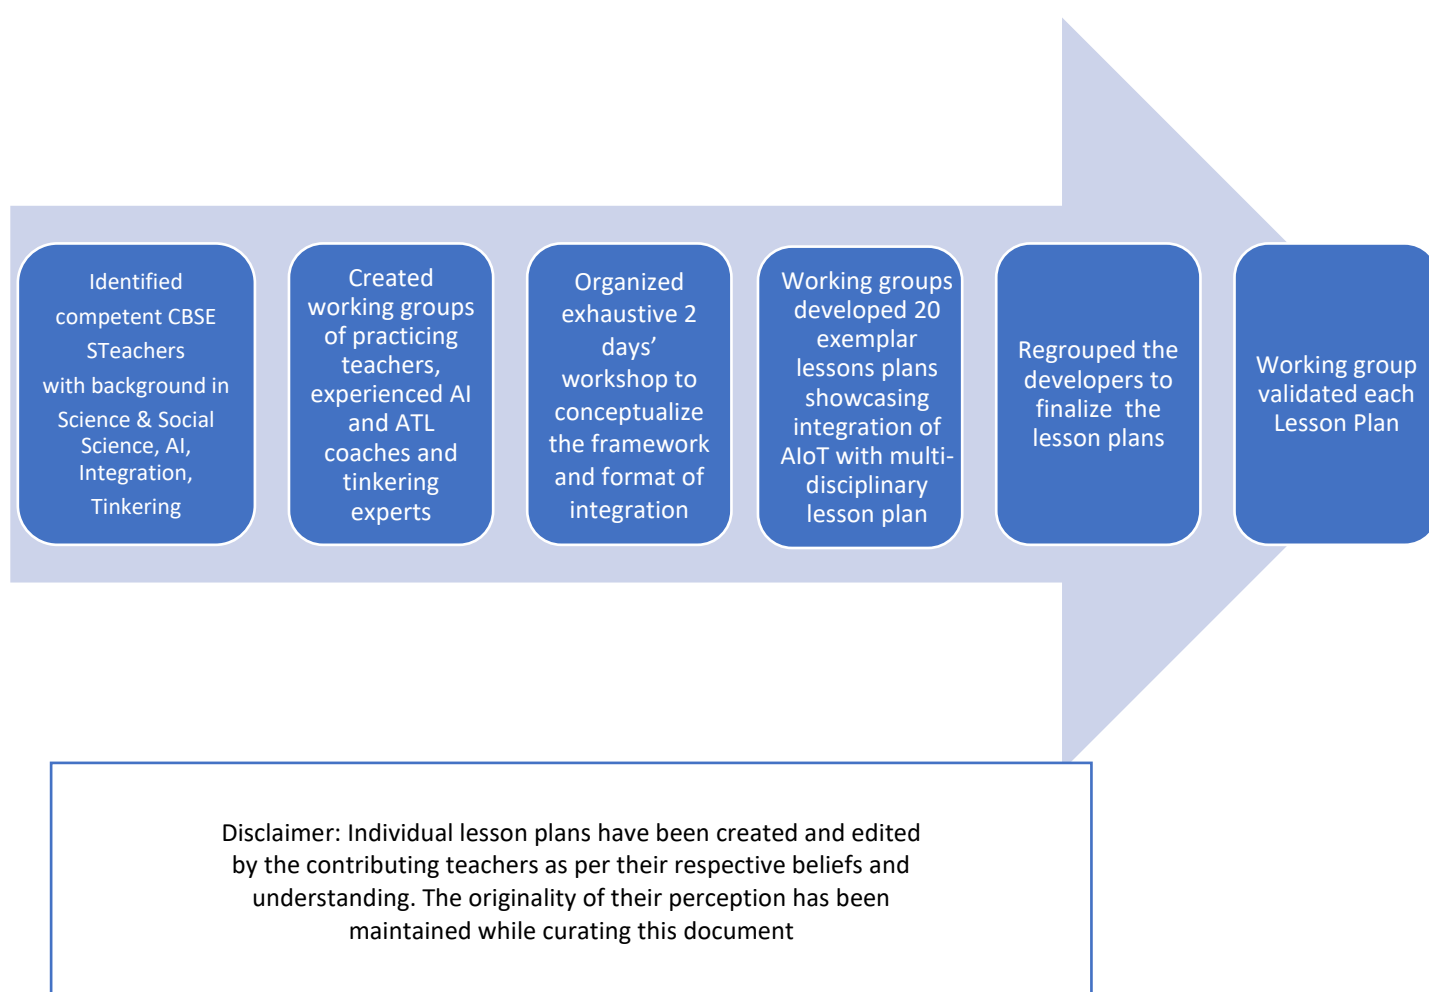 Identified
competent CBSE
STeachers
with background in
Science & Social
Science, AI,
Integration,
Tinkering
Created
working groups
of practicing
teachers,
experienced AI
and ATL
coaches and
tinkering
experts
Organized
exhaustive 2
days’
workshop to
conceptualize
the framework
and format of
integration
Working groups
developed 20
exemplar
lessons plans
showcasing
integration of
AIoT with multi-
disciplinary
lesson plan
Regrouped the
developers to
finalize the
lesson plans
Working group
validated each
Lesson Plan
Disclaimer: Individual lesson plans have been created and edited
by the contributing teachers as per their respective beliefs and
understanding. The originality of their perception has been
maintained while curating this document